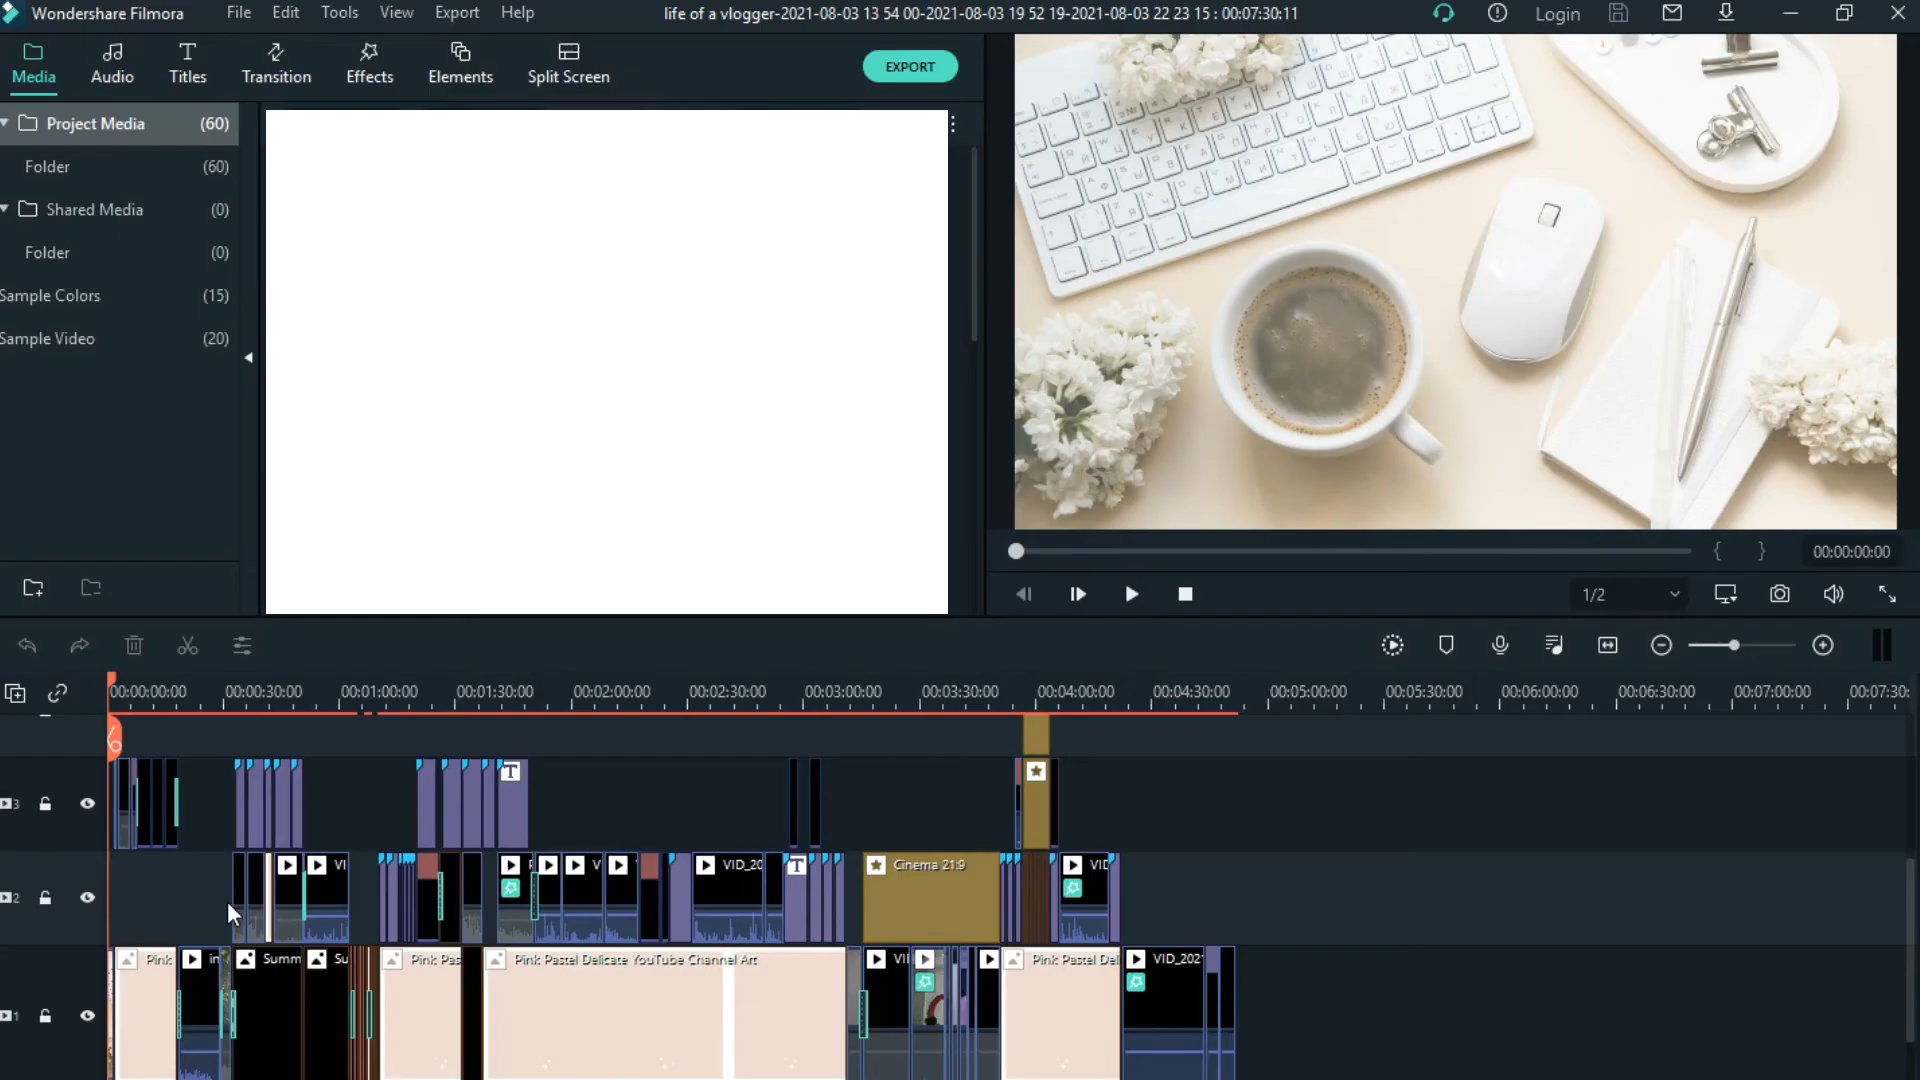 Wondershare Filmora File Edit Tools View Export Help life of a vlogger-2021-08-03 13 54 00-2021-08-03 19 52 19-2021-08-03 22 23 15 : 00:07:30:11 Login
Media Audio Titles Transition Effects Elements Split Screen EXPORT
Project Media (60)
Folder (60)
Shared Media (0)
Folder (0)
Sample Colors (15)
Sample Video (20)
00:00:00:00
1/2
00:00:00:00 00:00:30:00 00:01:00:00 00:01:30:00 00:02:00:00 00:02:30:00 00:03:00:00 00:03:30:00 00:04:00:00 00:04:30:00 00:05:00:00 00:05:30:00 00:06:00:00 00:06:30:00 00:07:00:00 00:07:30:
T
3
VI V VID_20 T Cinema 21:9 VID
2
Pink in Summ Su Pink Pas Pink Pastel Delicate YouTube Channel Art VI Pink Pastel Del VID_202
1